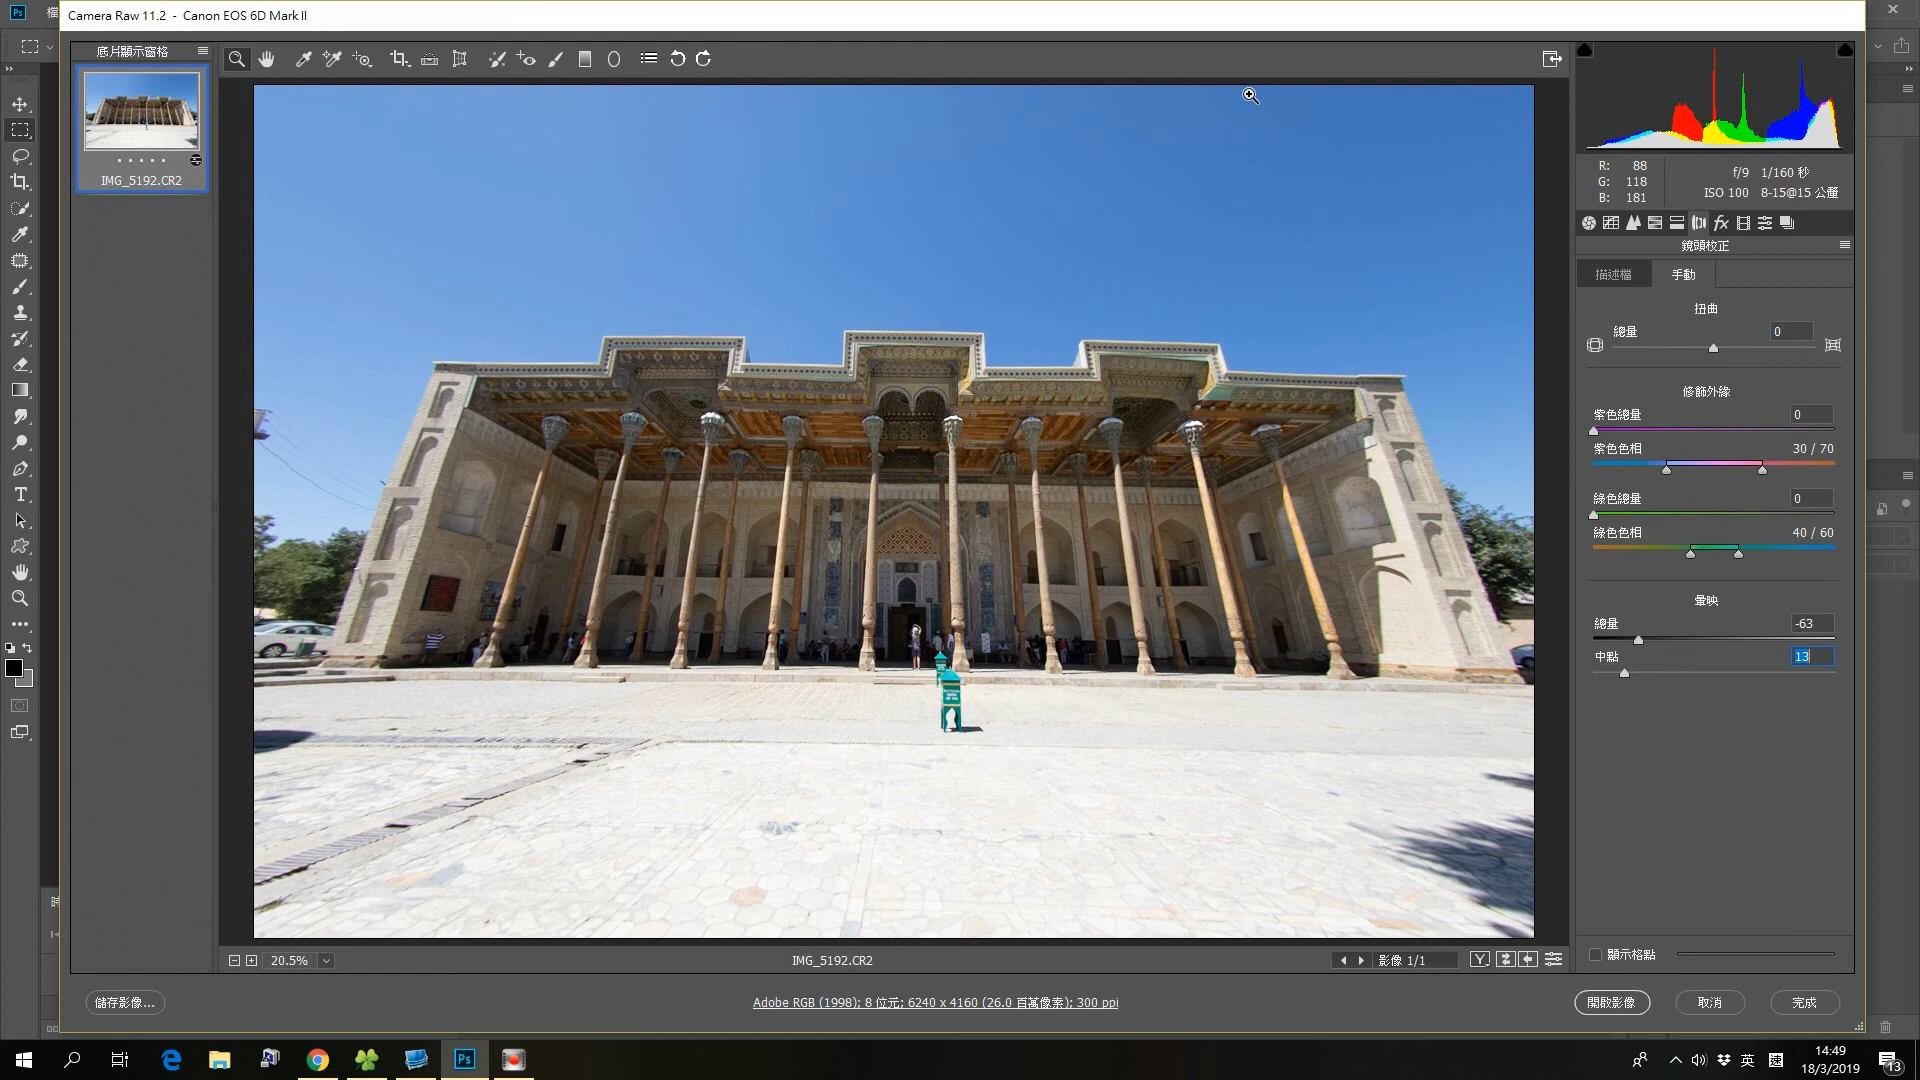 Ps 檔
Camera Raw 11.2 - Canon EOS 6D Mark II
底片顯示窗格
IMG_5192.CR2
R: 88
G: 118
B: 181
f/9 1/160 秒
ISO 100 8-15@15 公釐
fx
鏡頭校正
描述檔 手動
扭曲
總量 0
修飾外緣
紫色總量 0
紫色色相 30 / 70
綠色總量 0
綠色色相 40 / 60
暈映
總量 -63
中點 13
顯示格點
20.5%
IMG_5192.CR2
影像 1/1
Y
儲存影像...
Adobe RGB (1998); 8 位元; 6240 x 4160 (26.0 百萬像素); 300 ppi
開啟影像 取消 完成
Ps
英
14:49
18/3/2019
13